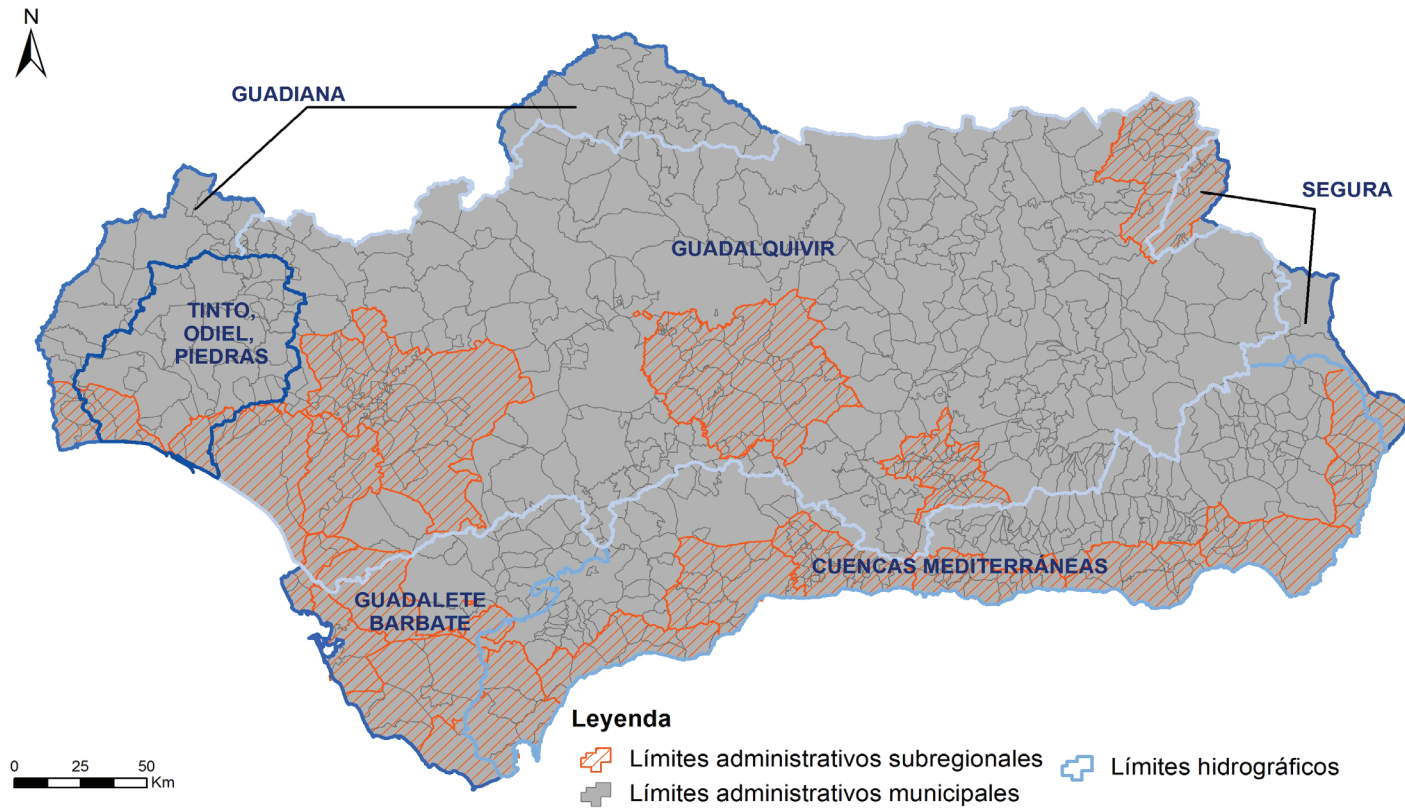 N
GUADIANA
SEGURA
GUADALQUIVIR
TINTO,
ODIEL,
PIEDRAS
CUENCAS MEDITERRÁNEAS
GUADALETE
BARBATE
Leyenda
Límites administrativos subregionales
Límites hidrográficos
Límites administrativos municipales
0 25 50
Km